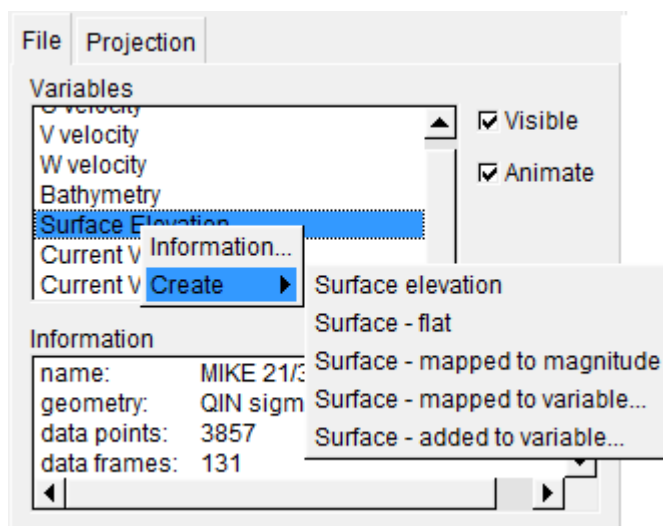 File Projection
Variables
V velocity
W velocity
Bathymetry
Surface Elevation
Current V
Current V
Visible
Animate
Information...
Create
Surface elevation
Surface - flat
Surface - mapped to magnitude
Surface - mapped to variable...
Surface - added to variable...
Information
name: MIKE 21/3
geometry: QIN sigm
data points: 3857
data frames: 131